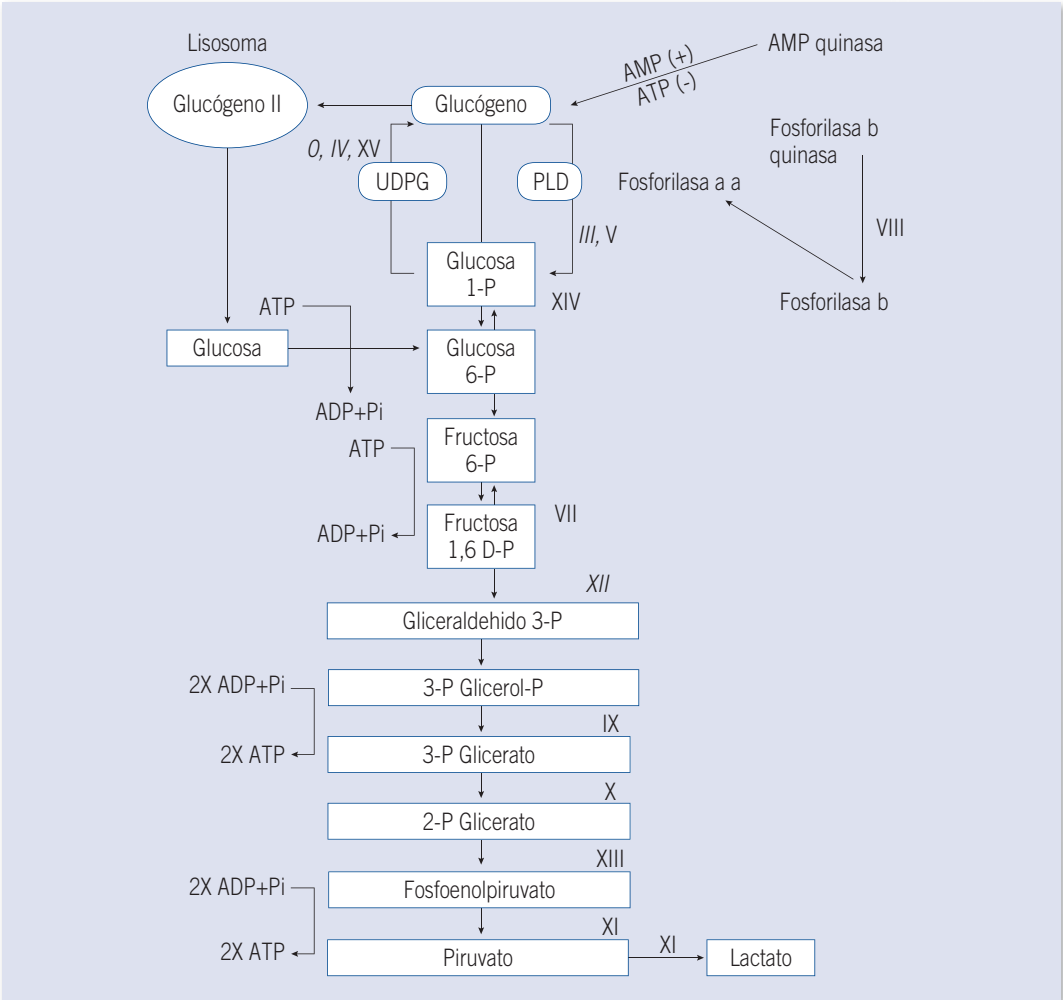 Lisosoma
Glucógeno II
Glucógeno
AMP (+)
ATP (-)
AMP quinasa
Fosforilasa b
quinasa
0, IV, XV
UDPG
PLD
Fosforilasa a a
VIII
III, V
Glucosa
1-P
Fosforilasa b
XIV
ATP
Glucosa
Glucosa
6-P
ADP+Pi
ATP
Fructosa
6-P
ADP+Pi
Fructosa
1,6 D-P
VII
XII
Gliceraldehido 3-P
2X ADP+Pi
3-P Glicerol-P
IX
2X ATP
3-P Glicerato
X
2-P Glicerato
XIII
2X ADP+Pi
Fosfoenolpiruvato
XI
2X ATP
Piruvato
XI
Lactato